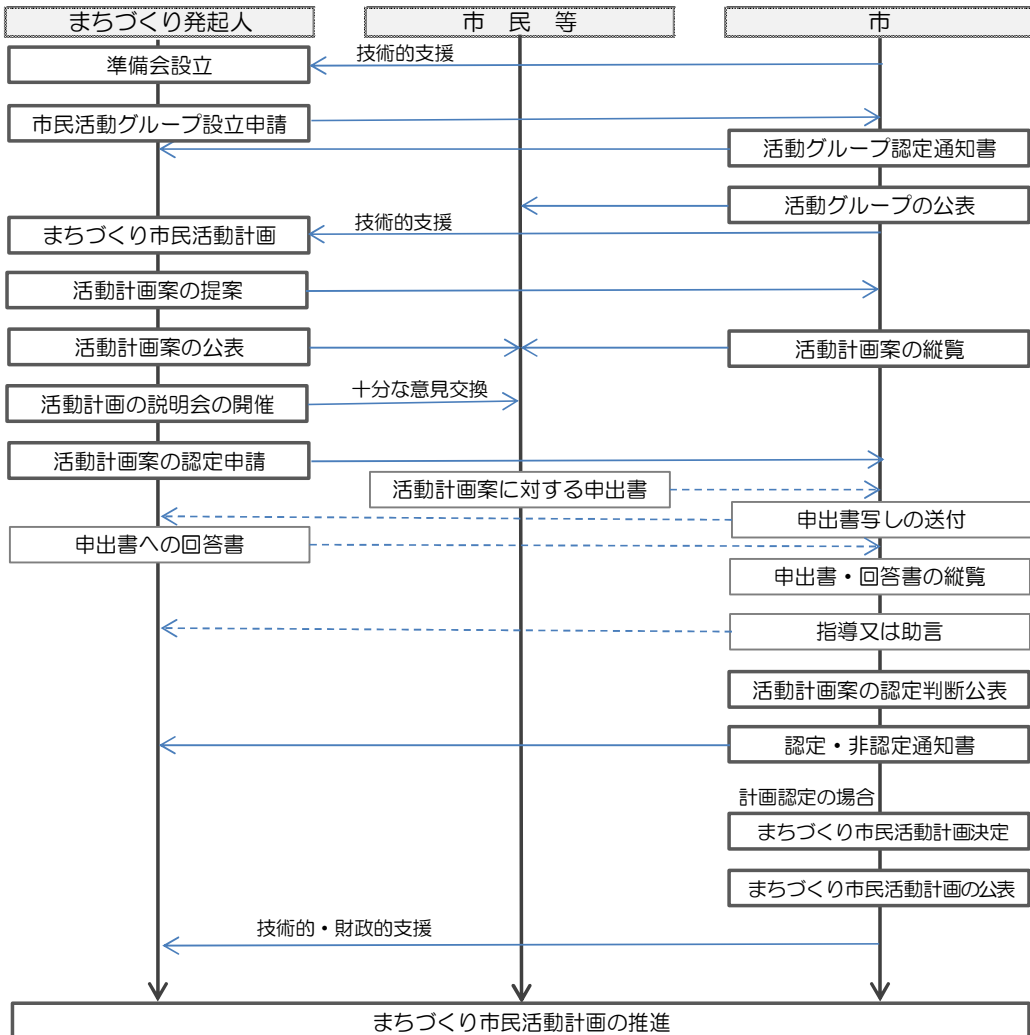 まちづくり発起人
市 民 等
市
準備会設立
技術的支援
市民活動グループ設立申請
活動グループ認定通知書
活動グループの公表
まちづくり市民活動計画
技術的支援
活動計画案の提案
活動計画案の公表
活動計画案の縦覧
活動計画の説明会の開催
十分な意見交換
活動計画案の認定申請
活動計画案に対する申出書
申出書写しの送付
申出書への回答書
申出書・回答書の縦覧
指導又は助言
活動計画案の認定判断公表
認定・非認定通知書
計画認定の場合
まちづくり市民活動計画決定
まちづくり市民活動計画の公表
技術的・財政的支援
まちづくり市民活動計画の推進